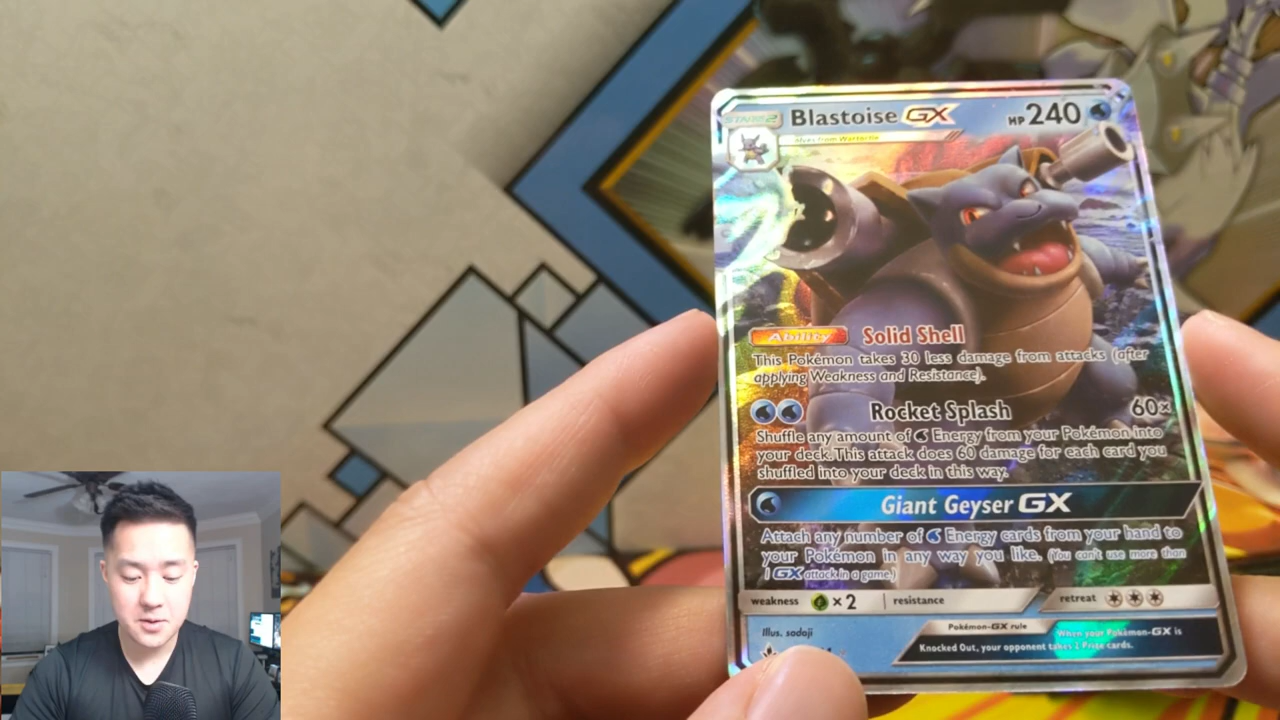 STAGE2 Blastoise GX HP240
Evolves from Wartortle
Ability Solid Shell
This Pokémon takes 30 less damage from attacks (after
applying Weakness and Resistance).
Rocket Splash 60×
Shuffle any amount of Energy from your Pokémon into
your deck. This attack does 60 damage for each card you
shuffled into your deck in this way.
Giant Geyser GX
Attach any number of Energy cards from your hand to
your Pokémon in any way you like. (You can't use more than
1 GX attack in a game.)
weakness ×2 resistance retreat
Illus. sadaji
Pokémon-GX rule
When your Pokémon-GX is
Knocked Out, your opponent takes 2 Prize cards.